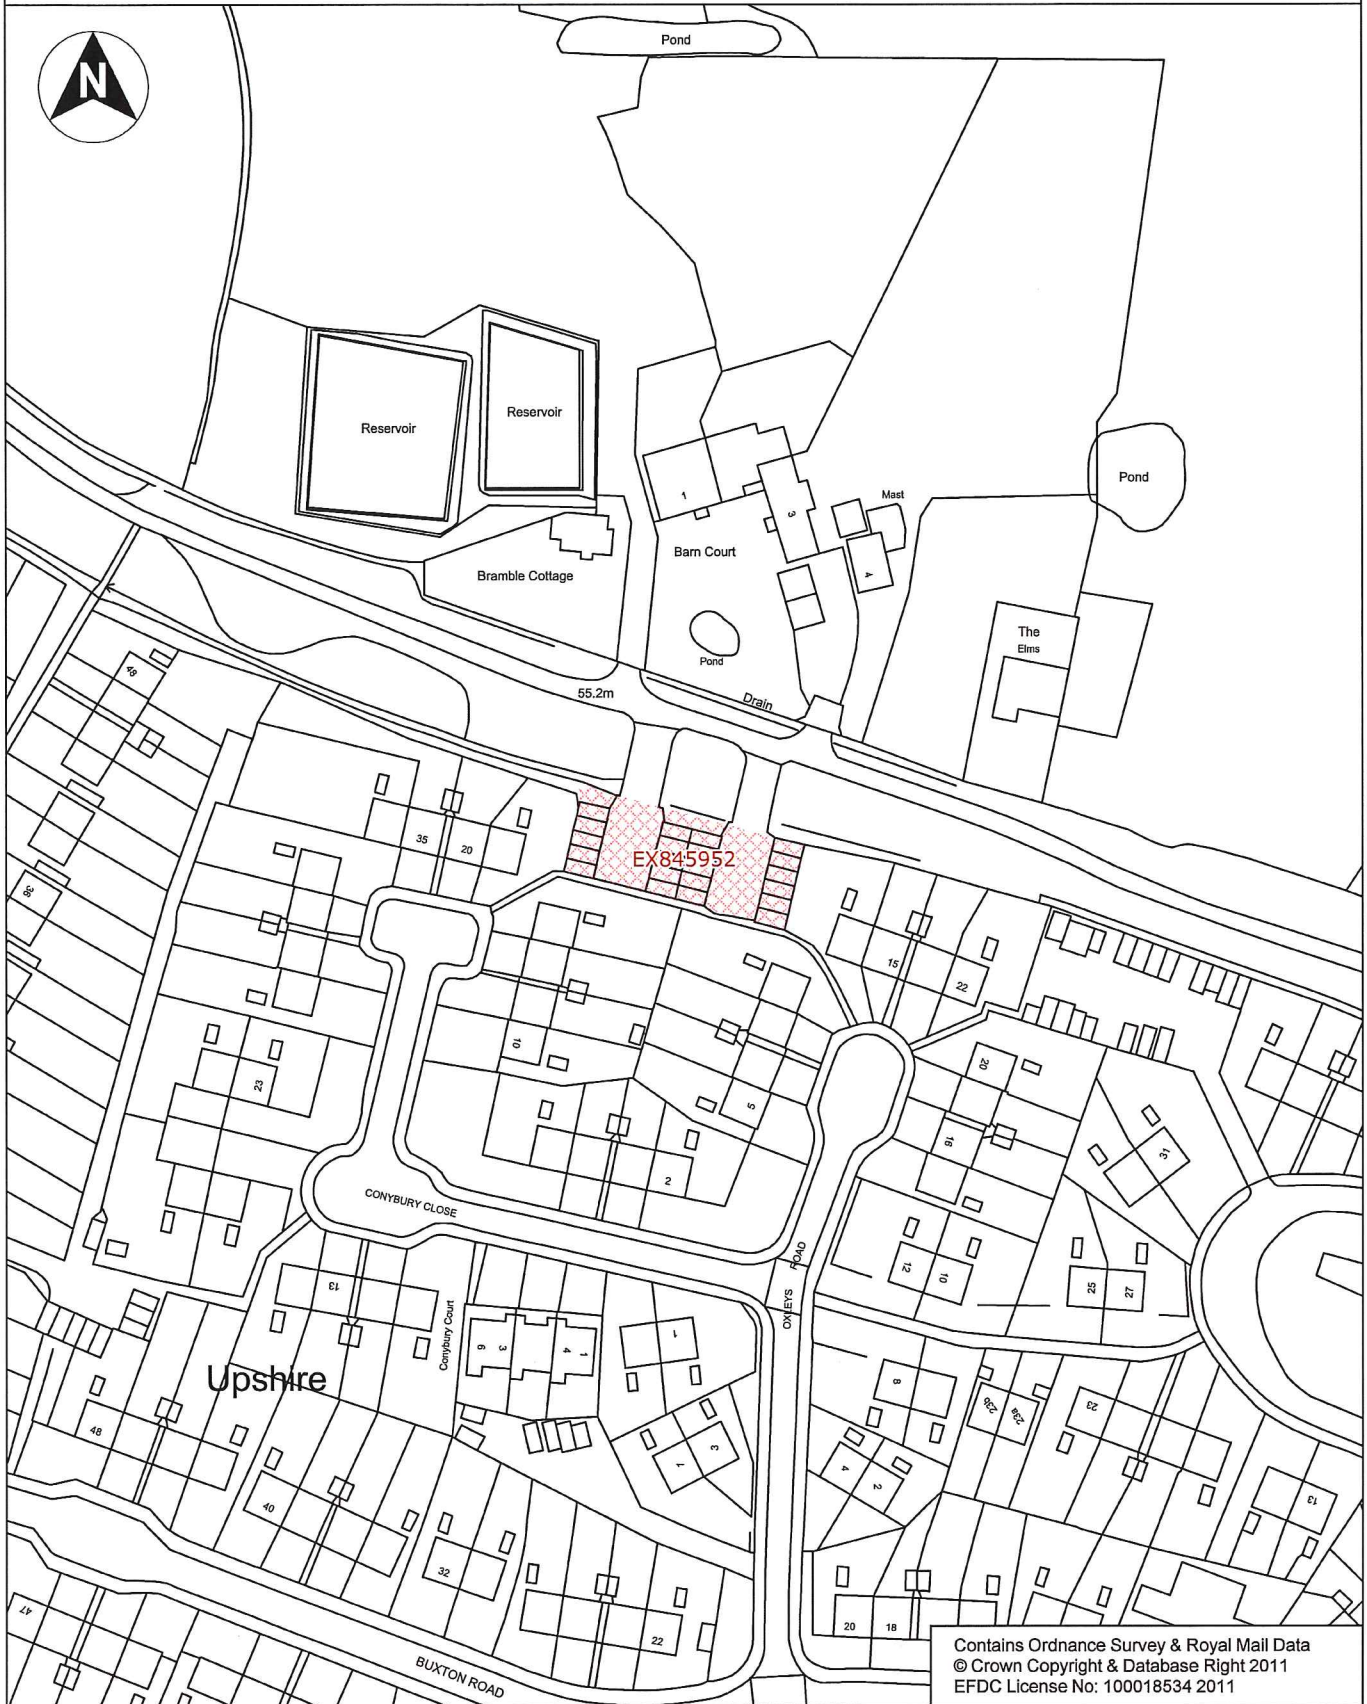 Pond
N
Reservoir
Reservoir
1
3
Mast
Pond
Barn Court
4
Bramble Cottage
The
Elms
Pond
48
55.2m
Drain
35
20
EX845952
38
15
22
10
20
23
5
16
31
2
CONYBURY CLOSE
OXLEYS
ROAD
12
10
25
27
13
Conybury Court
6
3
4
1
1
Upshire
8
23b
23a
23
48
3
7
4
2
13
40
32
47
22
20
18
BUXTON ROAD
Contains Ordnance Survey & Royal Mail Data
© Crown Copyright & Database Right 2011
EFDC License No: 100018534 2011